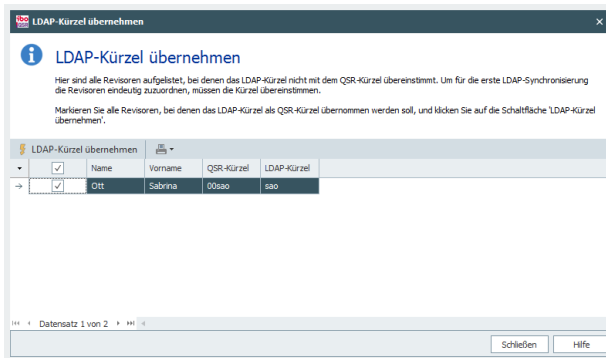 ibo
QSR
LDAP-Kürzel übernehmen
LDAP-Kürzel übernehmen
Hier sind alle Revisoren aufgelistet, bei denen das LDAP-Kürzel nicht mit dem QSR-Kürzel übereinstimmt. Um für die erste LDAP-Synchronisierung
die Revisoren eindeutig zuzuordnen, müssen die Kürzel übereinstimmen.
Markieren Sie alle Revisoren, bei denen das LDAP-Kürzel als QSR-Kürzel übernommen werden soll, und klicken Sie auf die Schaltfläche 'LDAP-Kürzel
übernehmen'.
LDAP-Kürzel übernehmen
Name Vorname QSR-Kürzel LDAP-Kürzel
Ott Sabrina 00sao sao
Datensatz 1 von 2
Schließen Hilfe